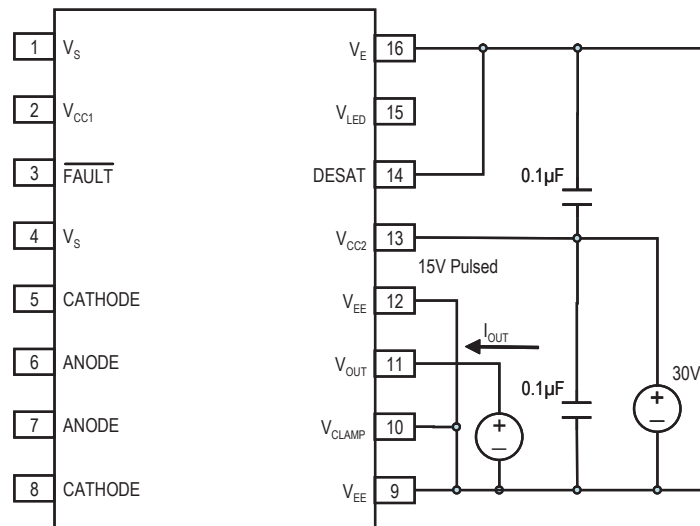 1 V_S
2 V_CC1
3 FAULT
4 V_S
5 CATHODE
6 ANODE
7 ANODE
8 CATHODE
V_E 16
V_LED 15
DESAT 14
V_CC2 13
V_EE 12
V_OUT 11
V_CLAMP 10
V_EE 9
0.1µF
15V Pulsed
I_OUT
0.1µF
30V
+
–
+
–